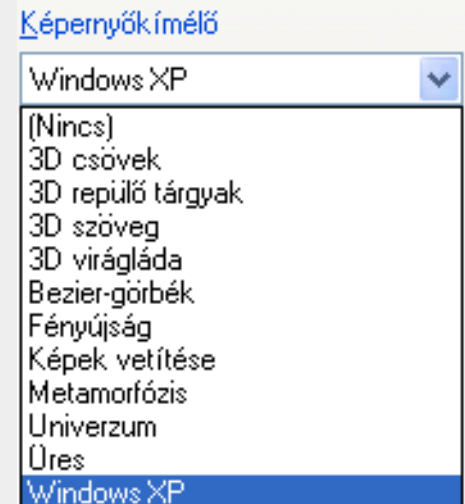 Képernyőkímélő
Windows XP
(Nincs)
3D csövek
3D repülő tárgyak
3D szöveg
3D virágláda
Bezier-görbék
Fényújság
Képek vetítése
Metamorfózis
Univerzum
Üres
Windows XP